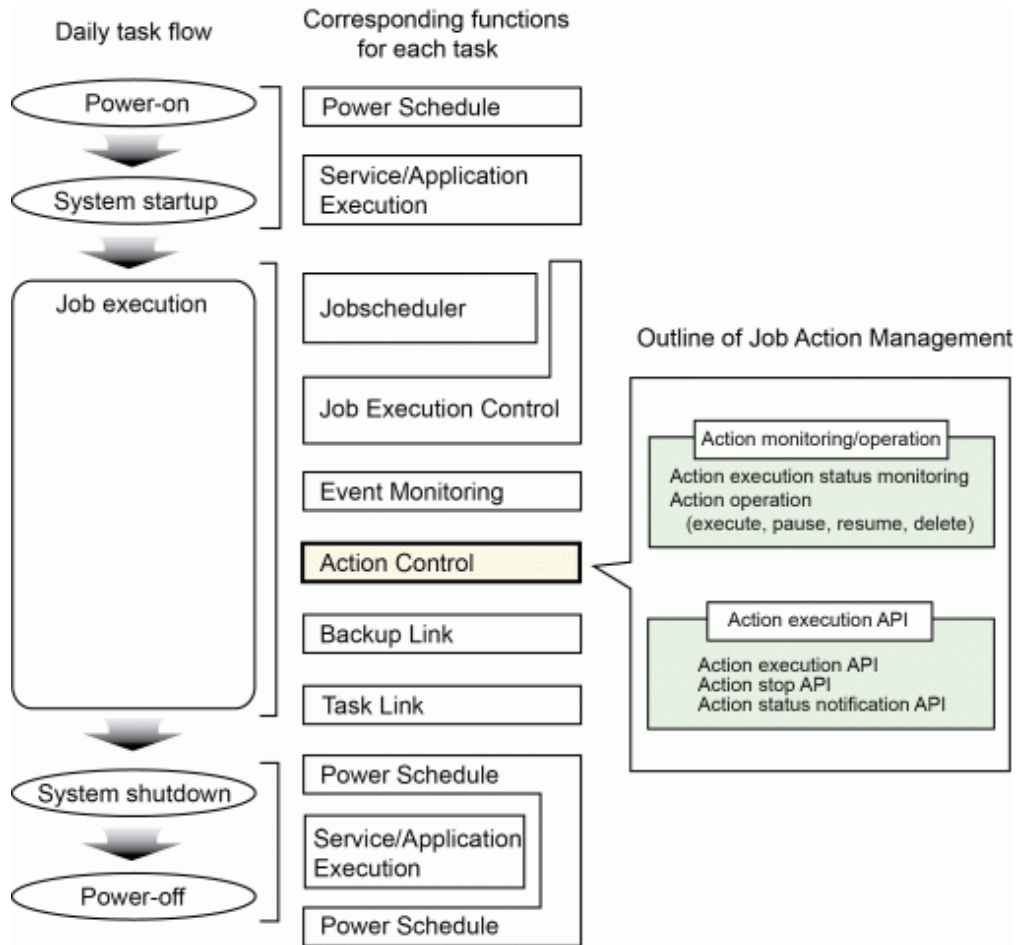 Daily task flow
Corresponding functions
for each task
Power-on
Power Schedule
System startup
Service/Application
Execution
Job execution
Jobscheduler
Job Execution Control
Event Monitoring
Action Control
Backup Link
Task Link
Outline of Job Action Management
Action monitoring/operation
Action execution status monitoring
Action operation
(execute, pause, resume, delete)
Action execution API
Action execution API
Action stop API
Action status notification API
System shutdown
Power Schedule
Service/Application
Execution
Power-off
Power Schedule